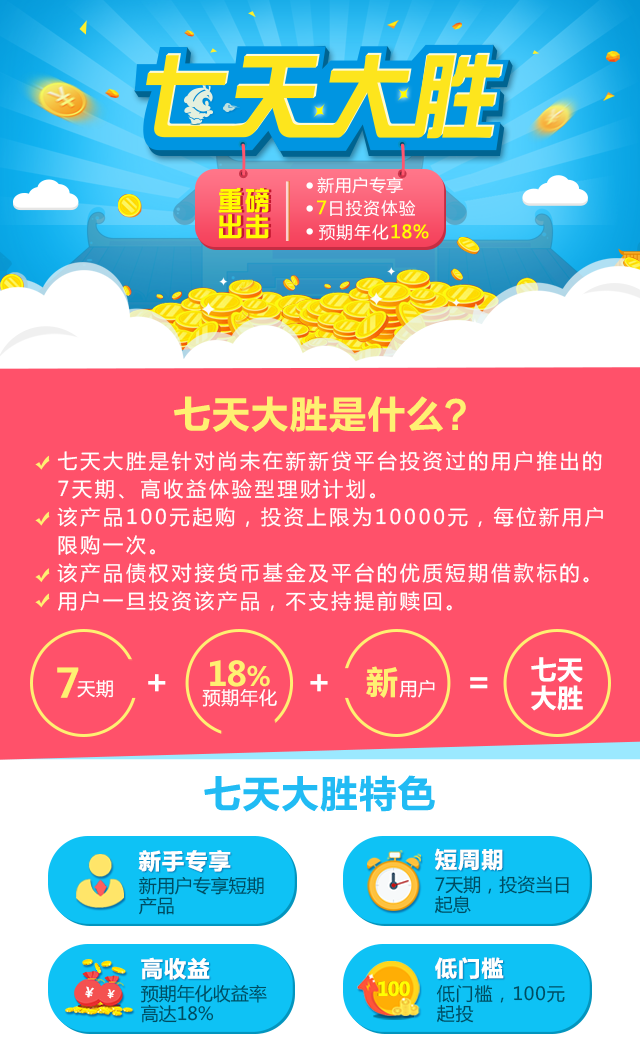 七天大胜
重磅
出击
•新用户专享
•7日投资体验
•预期年化18%
七天大胜是什么?
七天大胜是针对尚未在新新贷平台投资过的用户推出的
7天期、高收益体验型理财计划。
该产品100元起购，投资上限为10000元，每位新用户
限购一次。
该产品债权对接货币基金及平台的优质短期借款标的。
用户一旦投资该产品，不支持提前赎回。
7天期
+
18%
预期年化
+
新用户
=
七天
大胜
七天大胜特色
新手专享
新用户专享短期
产品
短周期
7天期，投资当日
起息
¥ ¥
高收益
预期年化收益率
高达18%
100
低门槛
低门槛，100元
起投